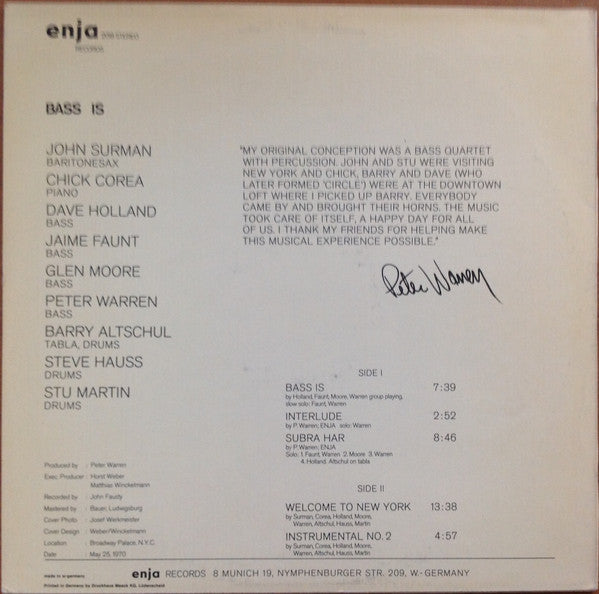 enja 2018 STEREO
RECORDS
BASS IS
JOHN SURMAN
BARITONESAX
CHICK COREA
PIANO
DAVE HOLLAND
BASS
JAIME FAUNT
BASS
GLEN MOORE
BASS
PETER WARREN
BASS
BARRY ALTSCHUL
TABLA, DRUMS
STEVE HAUSS
DRUMS
STU MARTIN
DRUMS
"MY ORIGINAL CONCEPTION WAS A BASS QUARTET
WITH PERCUSSION. JOHN AND STU WERE VISITING
NEW YORK AND CHICK, BARRY AND DAVE (WHO
LATER FORMED 'CIRCLE') WERE AT THE DOWNTOWN
LOFT WHERE I PICKED UP BARRY. EVERYBODY
CAME BY AND BROUGHT THEIR HORNS. THE MUSIC
TOOK CARE OF ITSELF, A HAPPY DAY FOR ALL
OF US. I THANK MY FRIENDS FOR HELPING MAKE
THIS MUSICAL EXPERIENCE POSSIBLE."
Peter Warren
SIDE I
BASS IS 7:39
by Holland, Faunt, Moore, Warren group playing,
slow solo: Faunt, Warren
INTERLUDE 2:52
by P. Warren; ENJA solo: Warren
SUBRA HAR 8:46
by P. Warren; ENJA
Solo: 1. Faunt, Warren 2. Moore 3. Warren
4. Holland. Altschul on tabla
SIDE II
WELCOME TO NEW YORK 13:38
by Surman, Corea, Holland, Moore,
Warren, Altschul, Hauss, Martin
INSTRUMENTAL NO. 2 4:57
by Surman, Corea, Holland, Moore,
Warren, Altschul, Hauss, Martin
Produced by : Peter Warren
Exec. Producer : Horst Weber
Matthias Winckelmann
Recorded by : John Faudy
Mastered by : Bauer, Ludwigsburg
Cover Photo : Josef Werkmeister
Cover Design : Weber/Winckelmann
Location : Broadway Palace, N.Y.C.
Date : May 25, 1970
made in w-germany
Printed in Germany by Druckhaus Maack KG, Lüdenscheid
enja RECORDS 8 MUNICH 19, NYMPHENBURGER STR. 209, W.-GERMANY